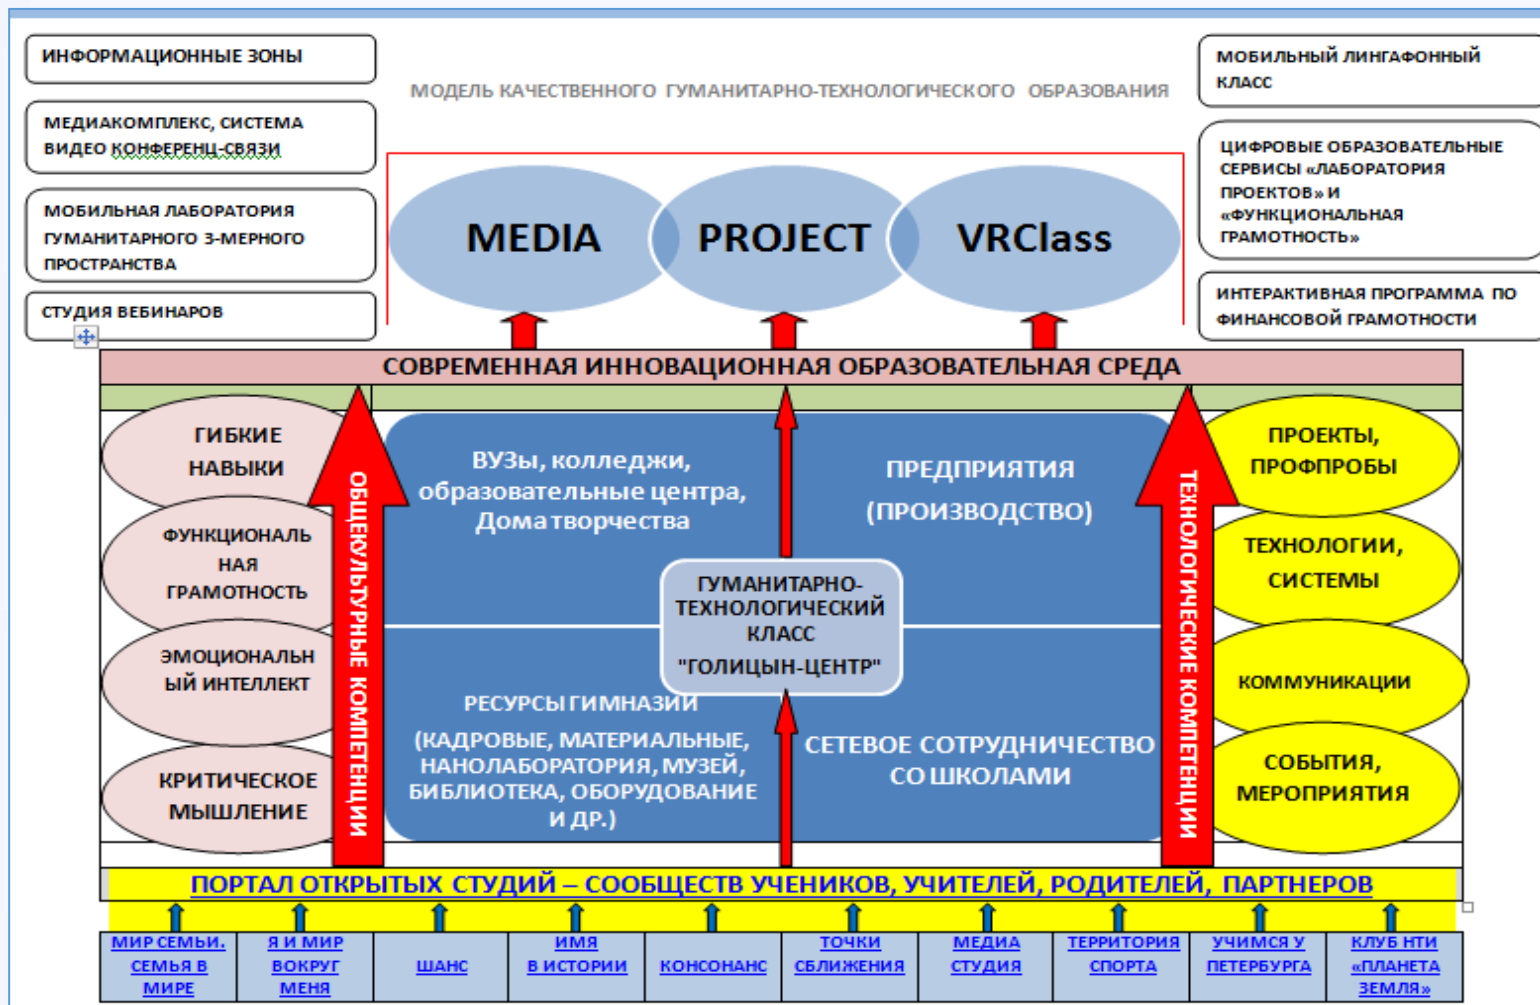 ИНФОРМАЦИОННЫЕ ЗОНЫ
МЕДИАКОМПЛЕКС, СИСТЕМА
ВИДЕО КОНФЕРЕНЦ-СВЯЗИ
МОБИЛЬНАЯ ЛАБОРАТОРИЯ
ГУМАНИТАРНОГО 3-МЕРНОГО
ПРОСТРАНСТВА
СТУДИЯ ВЕБИНАРОВ
МОДЕЛЬ КАЧЕСТВЕННОГО ГУМАНИТАРНО-ТЕХНОЛОГИЧЕСКОГО ОБРАЗОВАНИЯ
MEDIA
PROJECT
VRClass
МОБИЛЬНЫЙ ЛИНГАФОННЫЙ
КЛАСС
ЦИФРОВЫЕ ОБРАЗОВАТЕЛЬНЫЕ
СЕРВИСЫ «ЛАБОРАТОРИЯ
ПРОЕКТОВ» И
«ФУНКЦИОНАЛЬНАЯ
ГРАМОТНОСТЬ»
ИНТЕРАКТИВНАЯ ПРОГРАММА ПО
ФИНАНСОВОЙ ГРАМОТНОСТИ
СОВРЕМЕННАЯ ИННОВАЦИОННАЯ ОБРАЗОВАТЕЛЬНАЯ СРЕДА
ГИБКИЕ
НАВЫКИ
ФУНКЦИОНАЛЬ
НАЯ
ГРАМОТНОСТЬ
ЭМОЦИОНАЛЬН
ЫЙ ИНТЕЛЛЕКТ
КРИТИЧЕСКОЕ
МЫШЛЕНИЕ
ОБЩЕКУЛЬТУРНЫЕ КОМПЕТЕНЦИИ
ВУЗы, колледжи,
образовательные центра,
Дома творчества
ПРЕДПРИЯТИЯ
(ПРОИЗВОДСТВО)
ГУМАНИТАРНО-
ТЕХНОЛОГИЧЕСКИЙ
КЛАСС
"ГОЛИЦЫН-ЦЕНТР"
РЕСУРСЫ ГИМНАЗИИ
(КАДРОВЫЕ, МАТЕРИАЛЬНЫЕ,
НАНОЛАБОРАТОРИЯ, МУЗЕЙ,
БИБЛИОТЕКА, ОБОРУДОВАНИЕ
И ДР.)
СЕТЕВОЕ СОТРУДНИЧЕСТВО
СО ШКОЛАМИ
ТЕХНОЛОГИЧЕСКИЕ КОМПЕТЕНЦИИ
ПРОЕКТЫ,
ПРОФПРОБЫ
ТЕХНОЛОГИИ,
СИСТЕМЫ
КОММУНИКАЦИИ
СОБЫТИЯ,
МЕРОПРИЯТИЯ
ПОРТАЛ ОТКРЫТЫХ СТУДИЙ – СООБЩЕСТВ УЧЕНИКОВ, УЧИТЕЛЕЙ, РОДИТЕЛЕЙ, ПАРТНЕРОВ
МИР СЕМЬИ.
СЕМЬЯ В
МИРЕ
Я И МИР
ВОКРУГ
МЕНЯ
ШАНС
ИМЯ
В ИСТОРИИ
КОНСОНАНС
ТОЧКИ
СБЛИЖЕНИЯ
МЕДИА
СТУДИЯ
ТЕРРИТОРИЯ
СПОРТА
УЧИМСЯ У
ПЕТЕРБУРГА
КЛУБ НТИ
«ПЛАНЕТА
ЗЕМЛЯ»